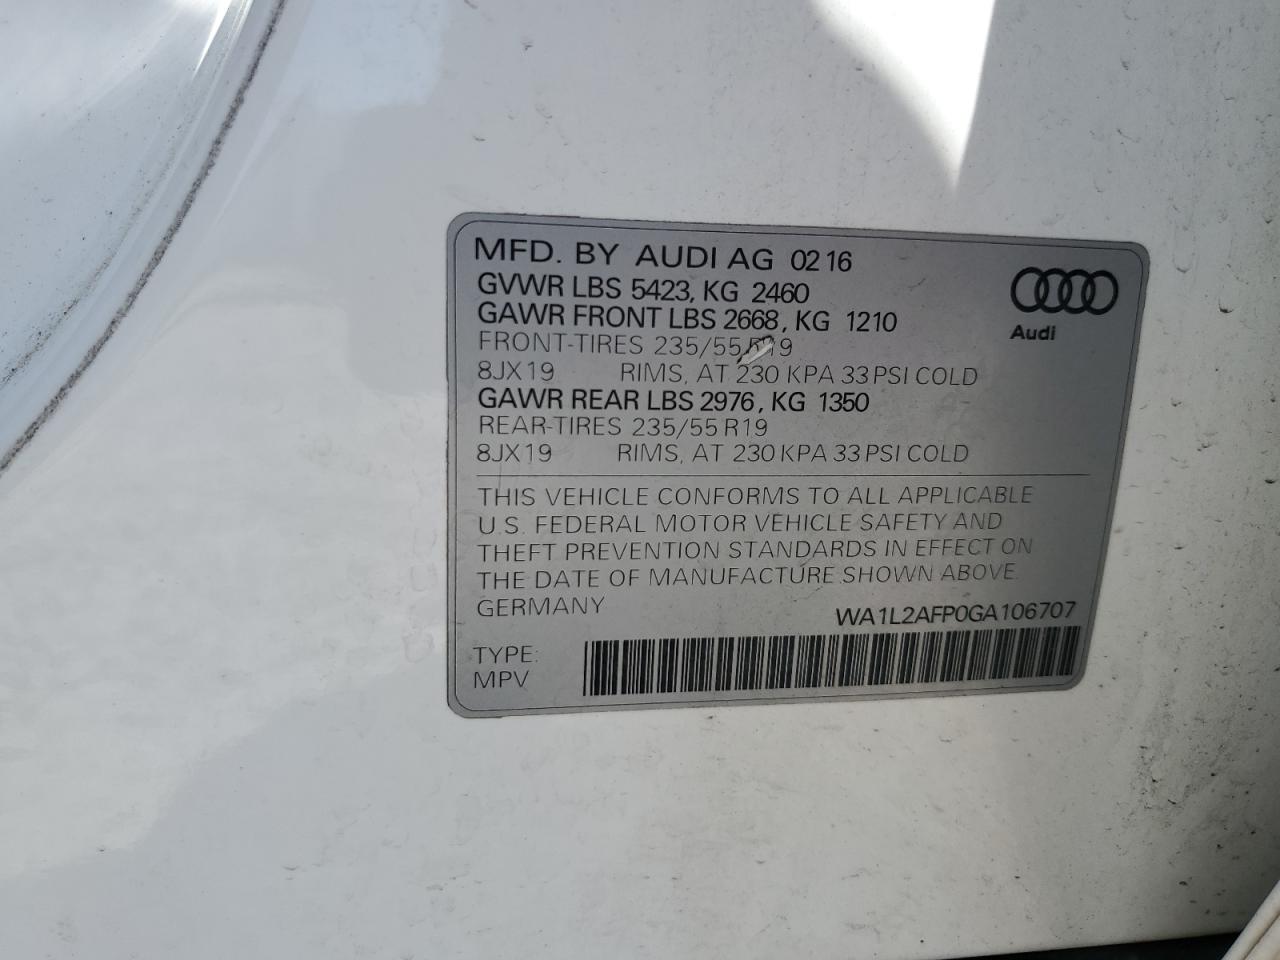 MFD. BY AUDI AG 02 16
GVWR LBS 5423, KG 2460
GAWR FRONT LBS 2668, KG 1210
FRONT-TIRES 235/55 R19
8JX19 RIMS, AT 230 KPA 33 PSI COLD
GAWR REAR LBS 2976, KG 1350
REAR-TIRES 235/55 R19
8JX19 RIMS, AT 230 KPA 33 PSI COLD
Audi
THIS VEHICLE CONFORMS TO ALL APPLICABLE
U.S. FEDERAL MOTOR VEHICLE SAFETY AND
THEFT PREVENTION STANDARDS IN EFFECT ON
THE DATE OF MANUFACTURE SHOWN ABOVE.
GERMANY WA1L2AFP0GA106707
TYPE:
MPV